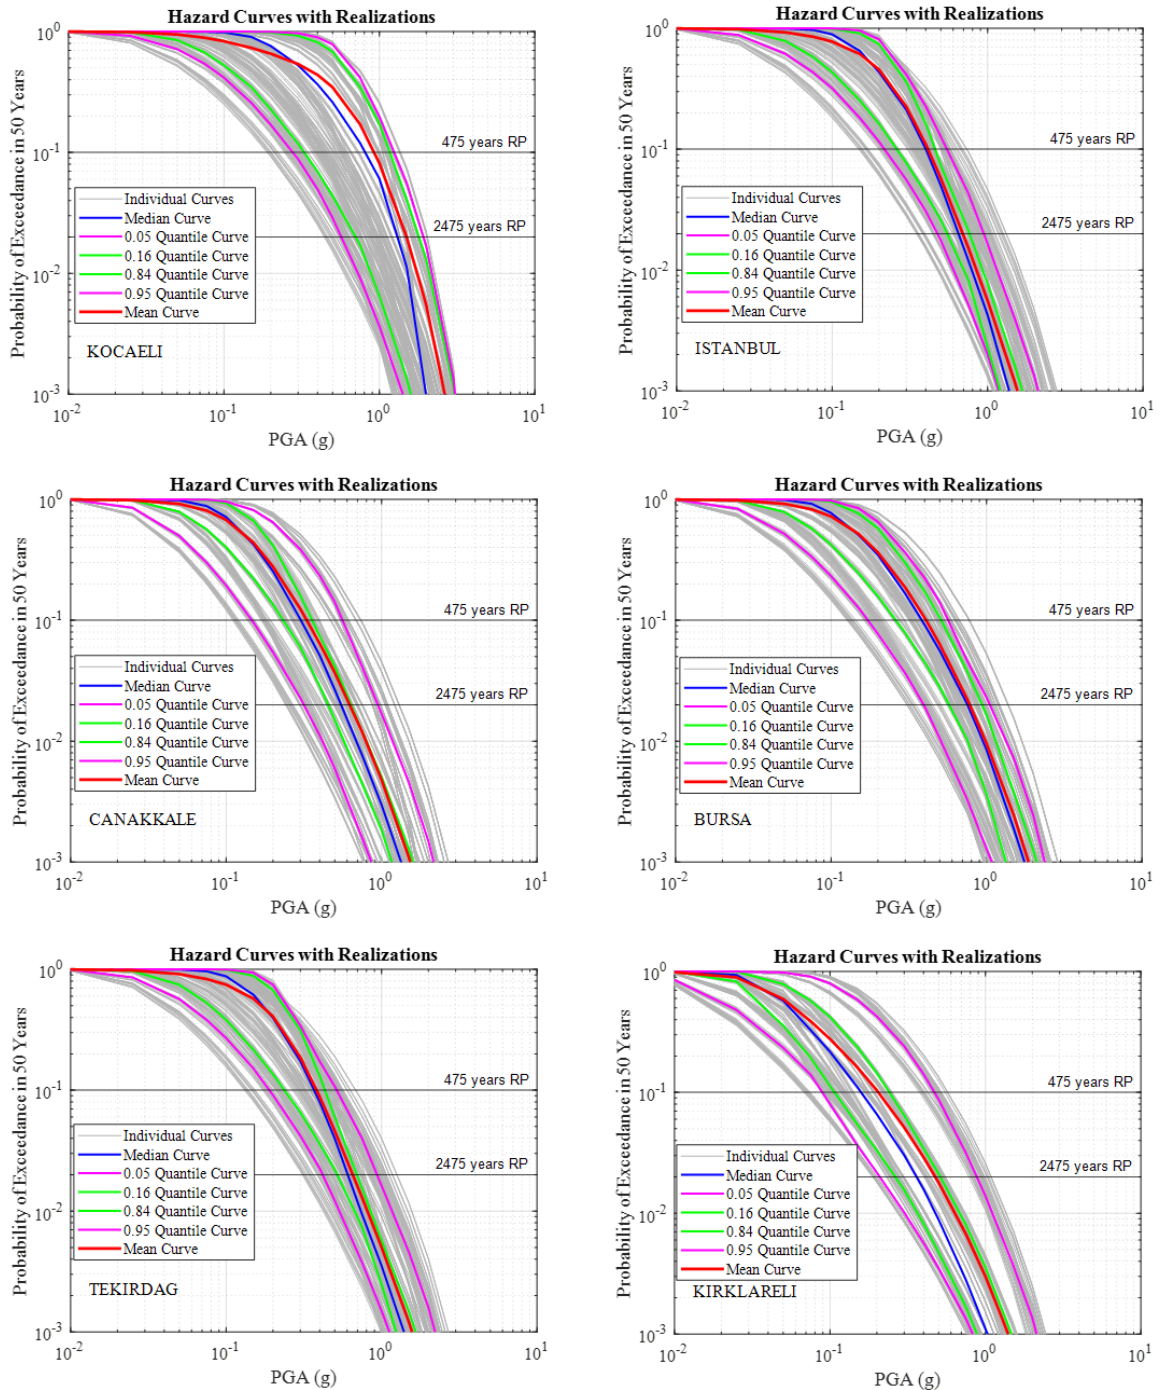 Hazard Curves with Realizations
Probability of Exceedance in 50 Years
10^0
10^-1
10^-2
10^-3
475 years RP
2475 years RP
Individual Curves
Median Curve
0.05 Quantile Curve
0.16 Quantile Curve
0.84 Quantile Curve
0.95 Quantile Curve
Mean Curve
KOCAELI
10^-2 10^-1 10^0 10^1
PGA (g)
Hazard Curves with Realizations
Probability of Exceedance in 50 Years
10^0
10^-1
10^-2
10^-3
475 years RP
2475 years RP
Individual Curves
Median Curve
0.05 Quantile Curve
0.16 Quantile Curve
0.84 Quantile Curve
0.95 Quantile Curve
Mean Curve
ISTANBUL
10^-2 10^-1 10^0 10^1
PGA (g)
Hazard Curves with Realizations
Probability of Exceedance in 50 Years
10^0
10^-1
10^-2
10^-3
475 years RP
2475 years RP
Individual Curves
Median Curve
0.05 Quantile Curve
0.16 Quantile Curve
0.84 Quantile Curve
0.95 Quantile Curve
Mean Curve
CANAKKALE
10^-2 10^-1 10^0 10^1
PGA (g)
Hazard Curves with Realizations
Probability of Exceedance in 50 Years
10^0
10^-1
10^-2
10^-3
475 years RP
2475 years RP
Individual Curves
Median Curve
0.05 Quantile Curve
0.16 Quantile Curve
0.84 Quantile Curve
0.95 Quantile Curve
Mean Curve
BURSA
10^-2 10^-1 10^0 10^1
PGA (g)
Hazard Curves with Realizations
Probability of Exceedance in 50 Years
10^0
10^-1
10^-2
10^-3
475 years RP
2475 years RP
Individual Curves
Median Curve
0.05 Quantile Curve
0.16 Quantile Curve
0.84 Quantile Curve
0.95 Quantile Curve
Mean Curve
TEKIRDAG
10^-2 10^-1 10^0 10^1
PGA (g)
Hazard Curves with Realizations
Probability of Exceedance in 50 Years
10^0
10^-1
10^-2
10^-3
475 years RP
2475 years RP
Individual Curves
Median Curve
0.05 Quantile Curve
0.16 Quantile Curve
0.84 Quantile Curve
0.95 Quantile Curve
Mean Curve
KIRKLARELI
10^-2 10^-1 10^0 10^1
PGA (g)